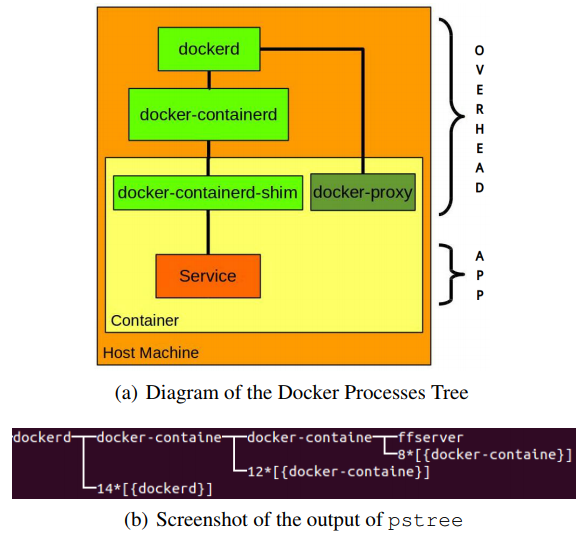 dockerd
docker-containerd
docker-containerd-shim
docker-proxy
Service
Container
Host Machine
OVERHEAD
APP
(a) Diagram of the Docker Processes Tree
dockerd─┬─docker-containe─┬─docker-containe─┬─ffserver
└─8*[{docker-containe}]
└─12*[{docker-containe}]
└─14*[{dockerd}]
(b) Screenshot of the output of pstree